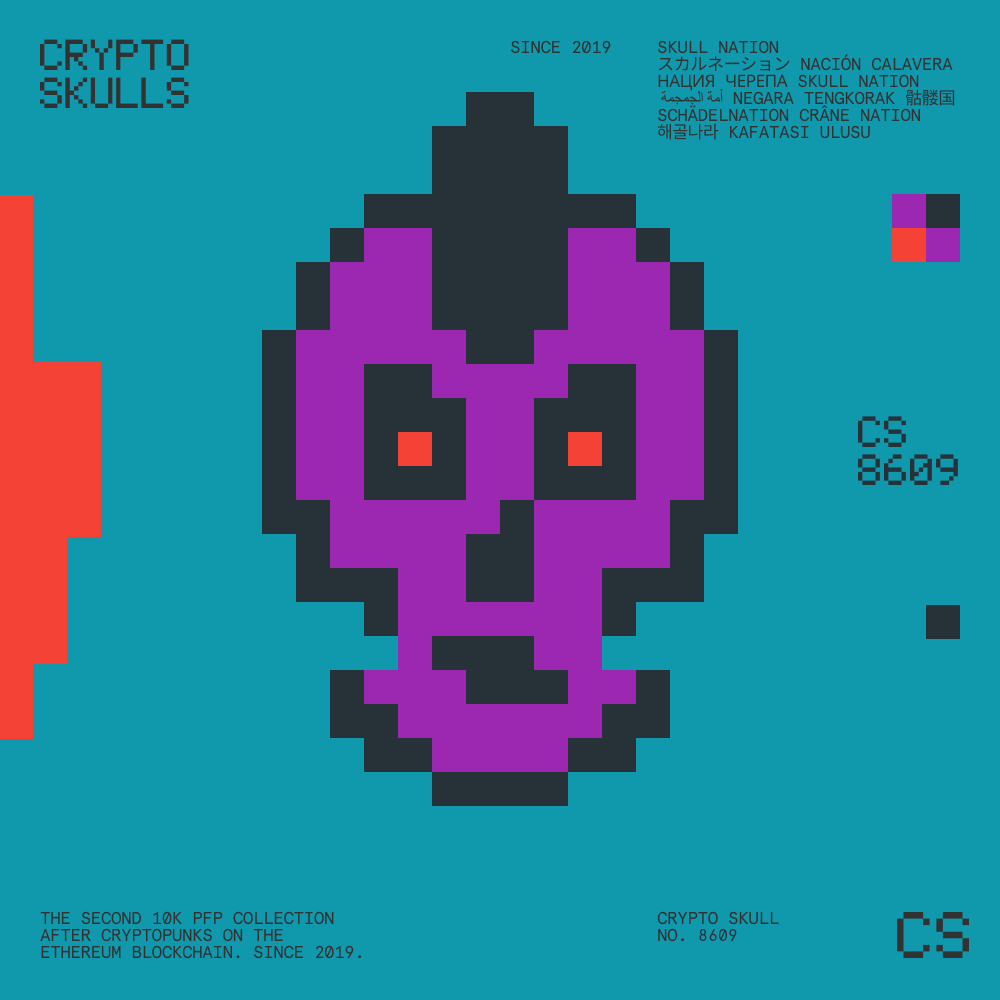 CRYPTO
SKULLS
SINCE 2019
SKULL NATION
スカルネーション NACIÓN CALAVERA
НАЦИЯ ЧЕРЕПА SKULL NATION
أمة الجمجمة NEGARA TENGKORAK 骷髅国
SCHÄDELNATION CRÂNE NATION
해골나라 KAFATASI ULUSU
CS
8609
THE SECOND 10K PFP COLLECTION
AFTER CRYPTOPUNKS ON THE
ETHEREUM BLOCKCHAIN. SINCE 2019.
CRYPTO SKULL
NO. 8609
CS